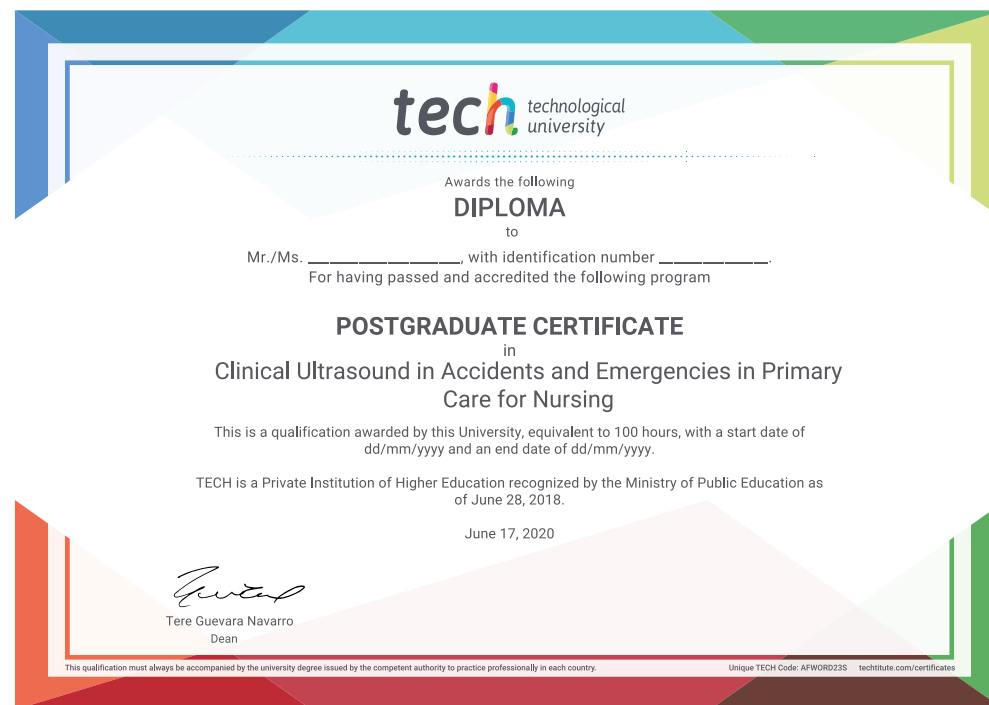 tech technological
university
Awards the following
DIPLOMA
to
Mr./Ms. ____________________, with identification number ______________.
For having passed and accredited the following program
POSTGRADUATE CERTIFICATE
in
Clinical Ultrasound in Accidents and Emergencies in Primary
Care for Nursing
This is a qualification awarded by this University, equivalent to 100 hours, with a start date of
dd/mm/yyyy and an end date of dd/mm/yyyy.
TECH is a Private Institution of Higher Education recognized by the Ministry of Public Education as
of June 28, 2018.
June 17, 2020
Tere Guevara Navarro
Dean
This qualification must always be accompanied by the university degree issued by the competent authority to practice professionally in each country.
Unique TECH Code: AFWORD23S techtitute.com/certificates